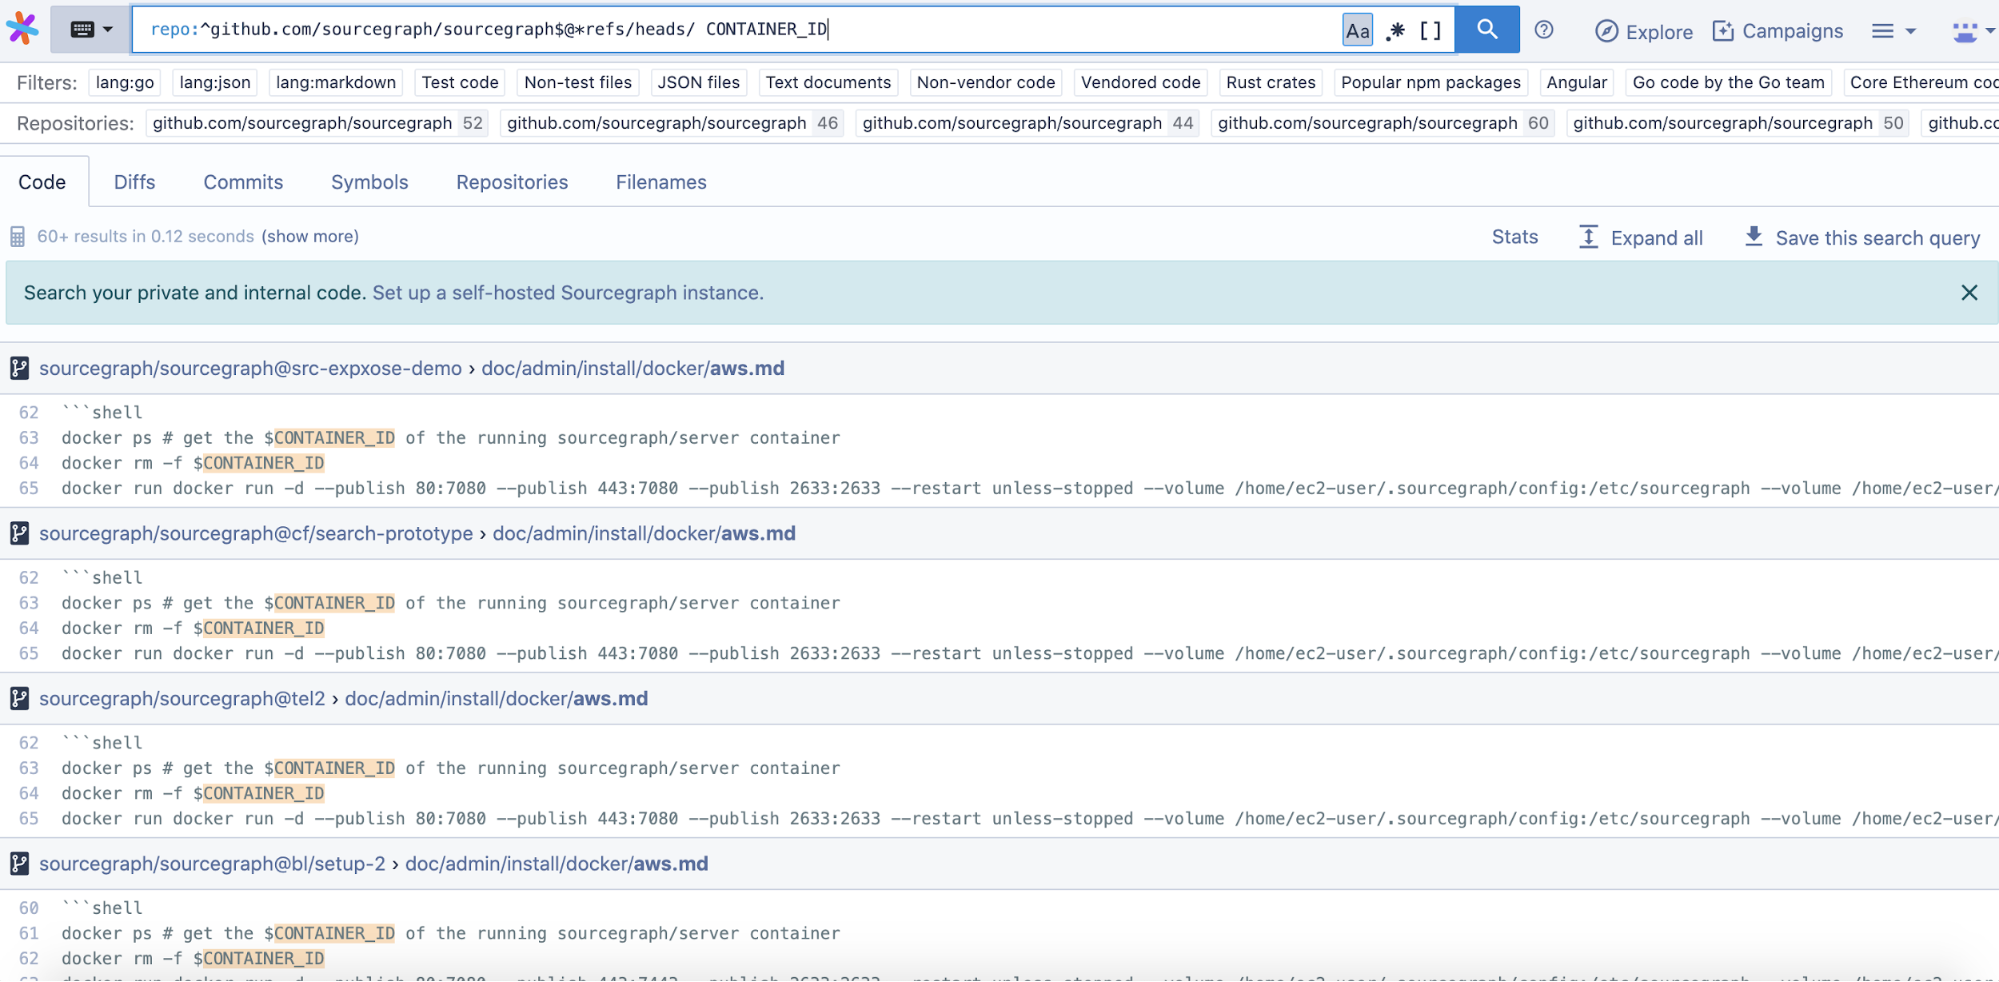 repo:^github.com/sourcegraph/sourcegraph$@*refs/heads/ CONTAINER_ID Aa .* [ ] Explore Campaigns
Filters: lang:go lang:json lang:markdown Test code Non-test files JSON files Text documents Non-vendor code Vendored code Rust crates Popular npm packages Angular Go code by the Go team Core Ethereum cod
Repositories: github.com/sourcegraph/sourcegraph 52 github.com/sourcegraph/sourcegraph 46 github.com/sourcegraph/sourcegraph 44 github.com/sourcegraph/sourcegraph 60 github.com/sourcegraph/sourcegraph 50 github.co
Code Diffs Commits Symbols Repositories Filenames
60+ results in 0.12 seconds (show more) Stats Expand all Save this search query
Search your private and internal code. Set up a self-hosted Sourcegraph instance.
sourcegraph/sourcegraph@src-expxose-demo › doc/admin/install/docker/aws.md
62 ```shell
63 docker ps # get the $CONTAINER_ID of the running sourcegraph/server container
64 docker rm -f $CONTAINER_ID
65 docker run docker run -d --publish 80:7080 --publish 443:7080 --publish 2633:2633 --restart unless-stopped --volume /home/ec2-user/.sourcegraph/config:/etc/sourcegraph --volume /home/ec2-user/
sourcegraph/sourcegraph@cf/search-prototype › doc/admin/install/docker/aws.md
62 ```shell
63 docker ps # get the $CONTAINER_ID of the running sourcegraph/server container
64 docker rm -f $CONTAINER_ID
65 docker run docker run -d --publish 80:7080 --publish 443:7080 --publish 2633:2633 --restart unless-stopped --volume /home/ec2-user/.sourcegraph/config:/etc/sourcegraph --volume /home/ec2-user/
sourcegraph/sourcegraph@tel2 › doc/admin/install/docker/aws.md
62 ```shell
63 docker ps # get the $CONTAINER_ID of the running sourcegraph/server container
64 docker rm -f $CONTAINER_ID
65 docker run docker run -d --publish 80:7080 --publish 443:7080 --publish 2633:2633 --restart unless-stopped --volume /home/ec2-user/.sourcegraph/config:/etc/sourcegraph --volume /home/ec2-user/
sourcegraph/sourcegraph@bl/setup-2 › doc/admin/install/docker/aws.md
60 ```shell
61 docker ps # get the $CONTAINER_ID of the running sourcegraph/server container
62 docker rm -f $CONTAINER_ID